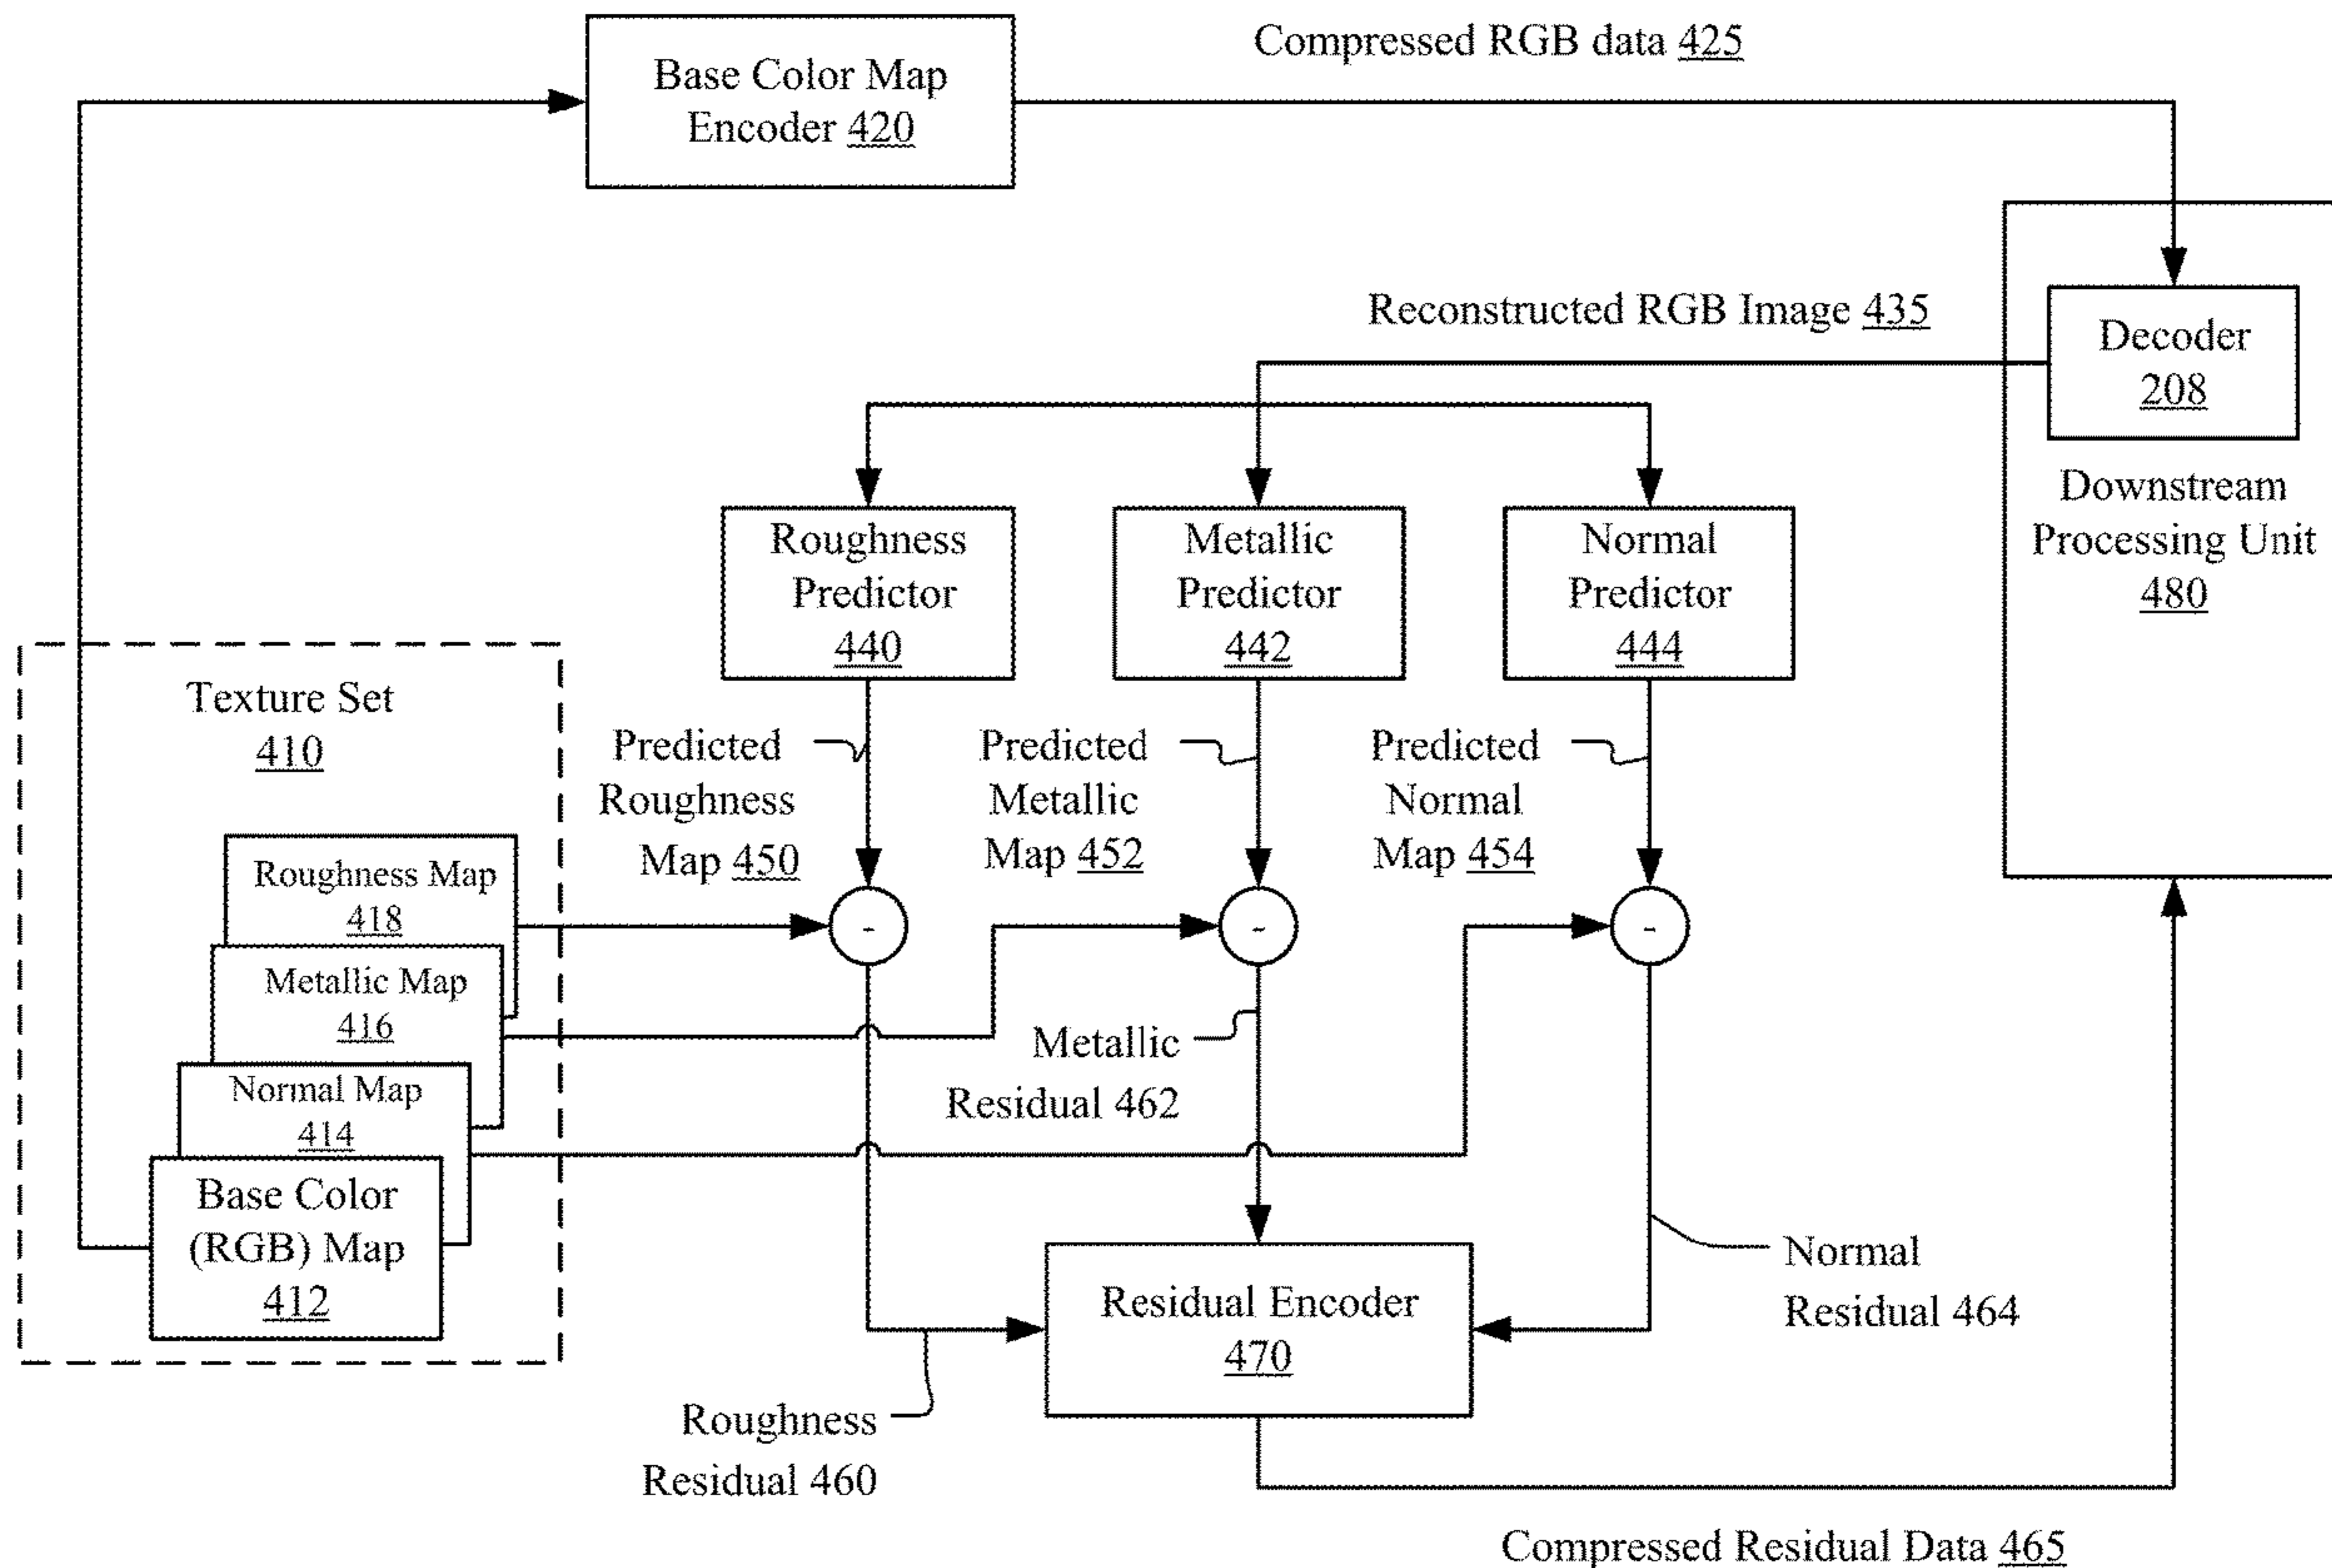 Compressed RGB data 425
Base Color Map
Encoder 420
Reconstructed RGB Image 435
Decoder
208
Downstream
Processing Unit
480
Roughness
Predictor
440
Metallic
Predictor
442
Normal
Predictor
444
Texture Set
410
Predicted
Roughness
Map 450
Predicted
Metallic
Map 452
Predicted
Normal
Map 454
Roughness Map
418
Metallic Map
416
Normal Map
414
Base Color
(RGB) Map
412
-
-
-
Metallic
Residual 462
Normal
Residual 464
Residual Encoder
470
Roughness
Residual 460
Compressed Residual Data 465